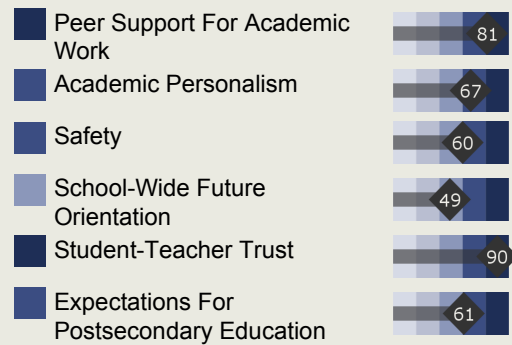 Peer Support For Academic
Work
81
Academic Personalism
67
Safety
60
School-Wide Future
Orientation
49
Student-Teacher Trust
90
Expectations For
Postsecondary Education
61